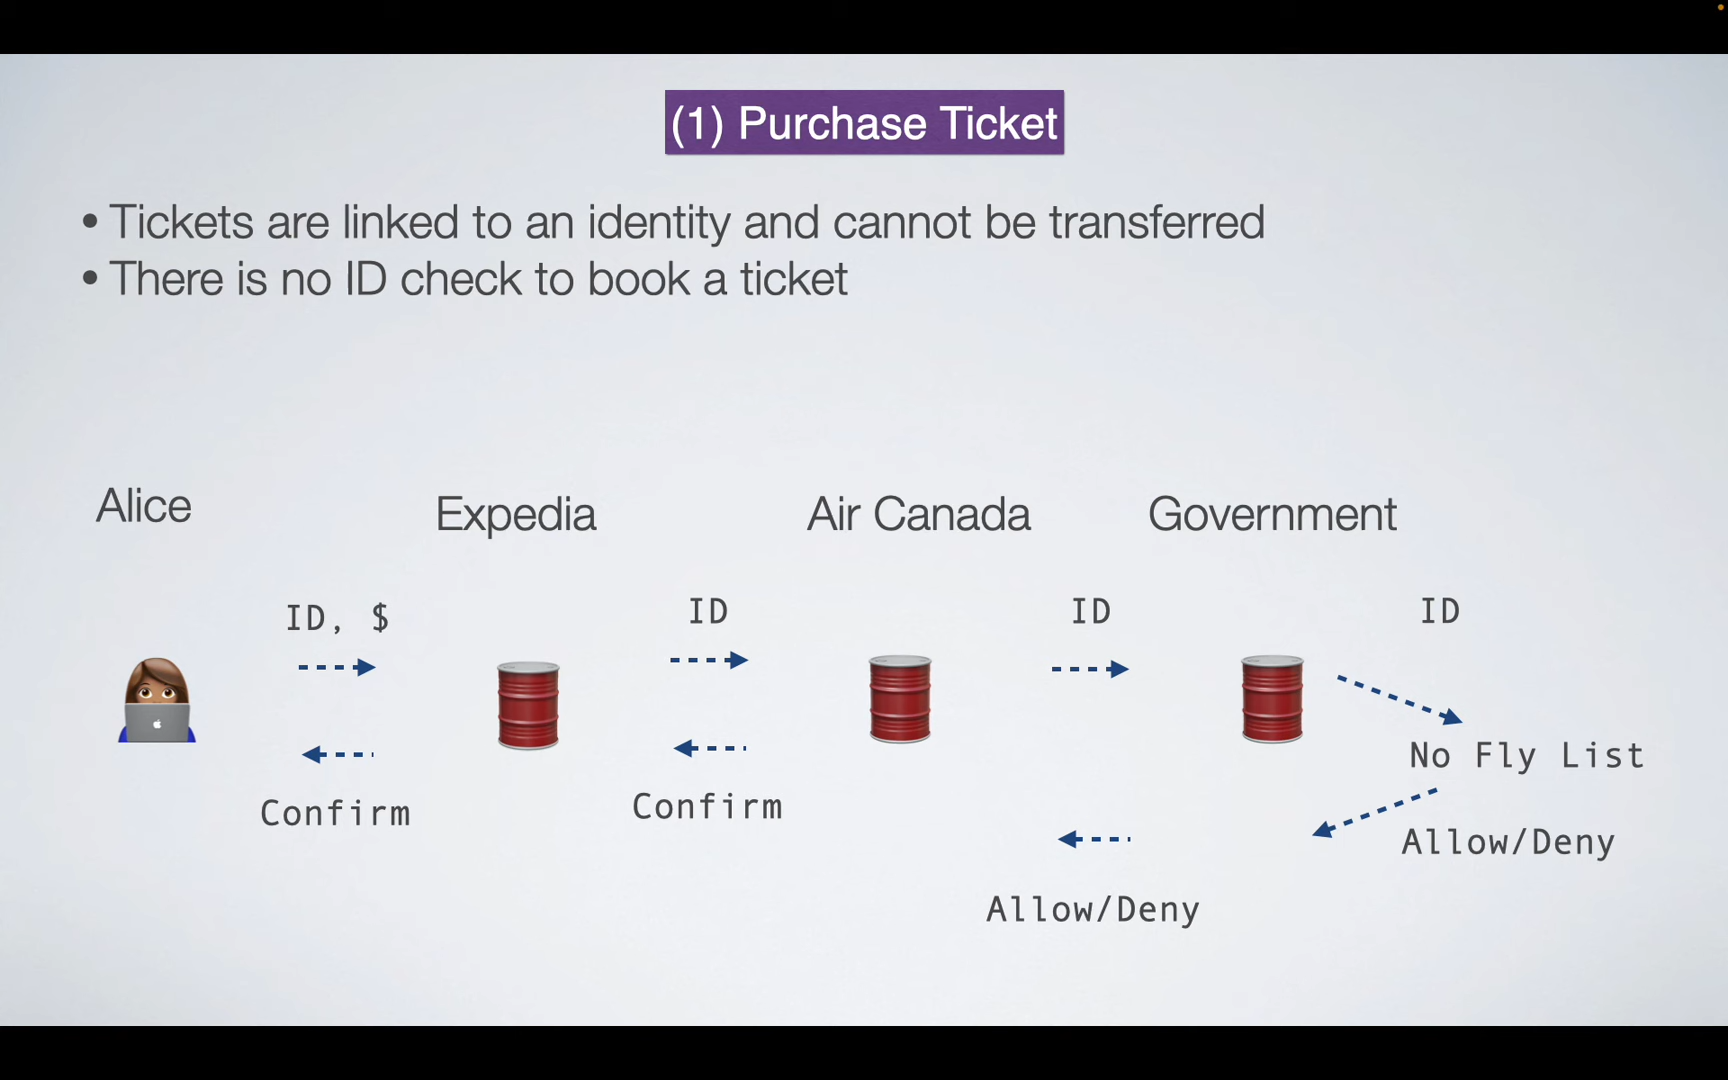 (1) Purchase Ticket
• Tickets are linked to an identity and cannot be transferred
• There is no ID check to book a ticket
Alice
Expedia
Air Canada
Government
ID, $
ID
ID
ID
Confirm
Confirm
No Fly List
Allow/Deny
Allow/Deny